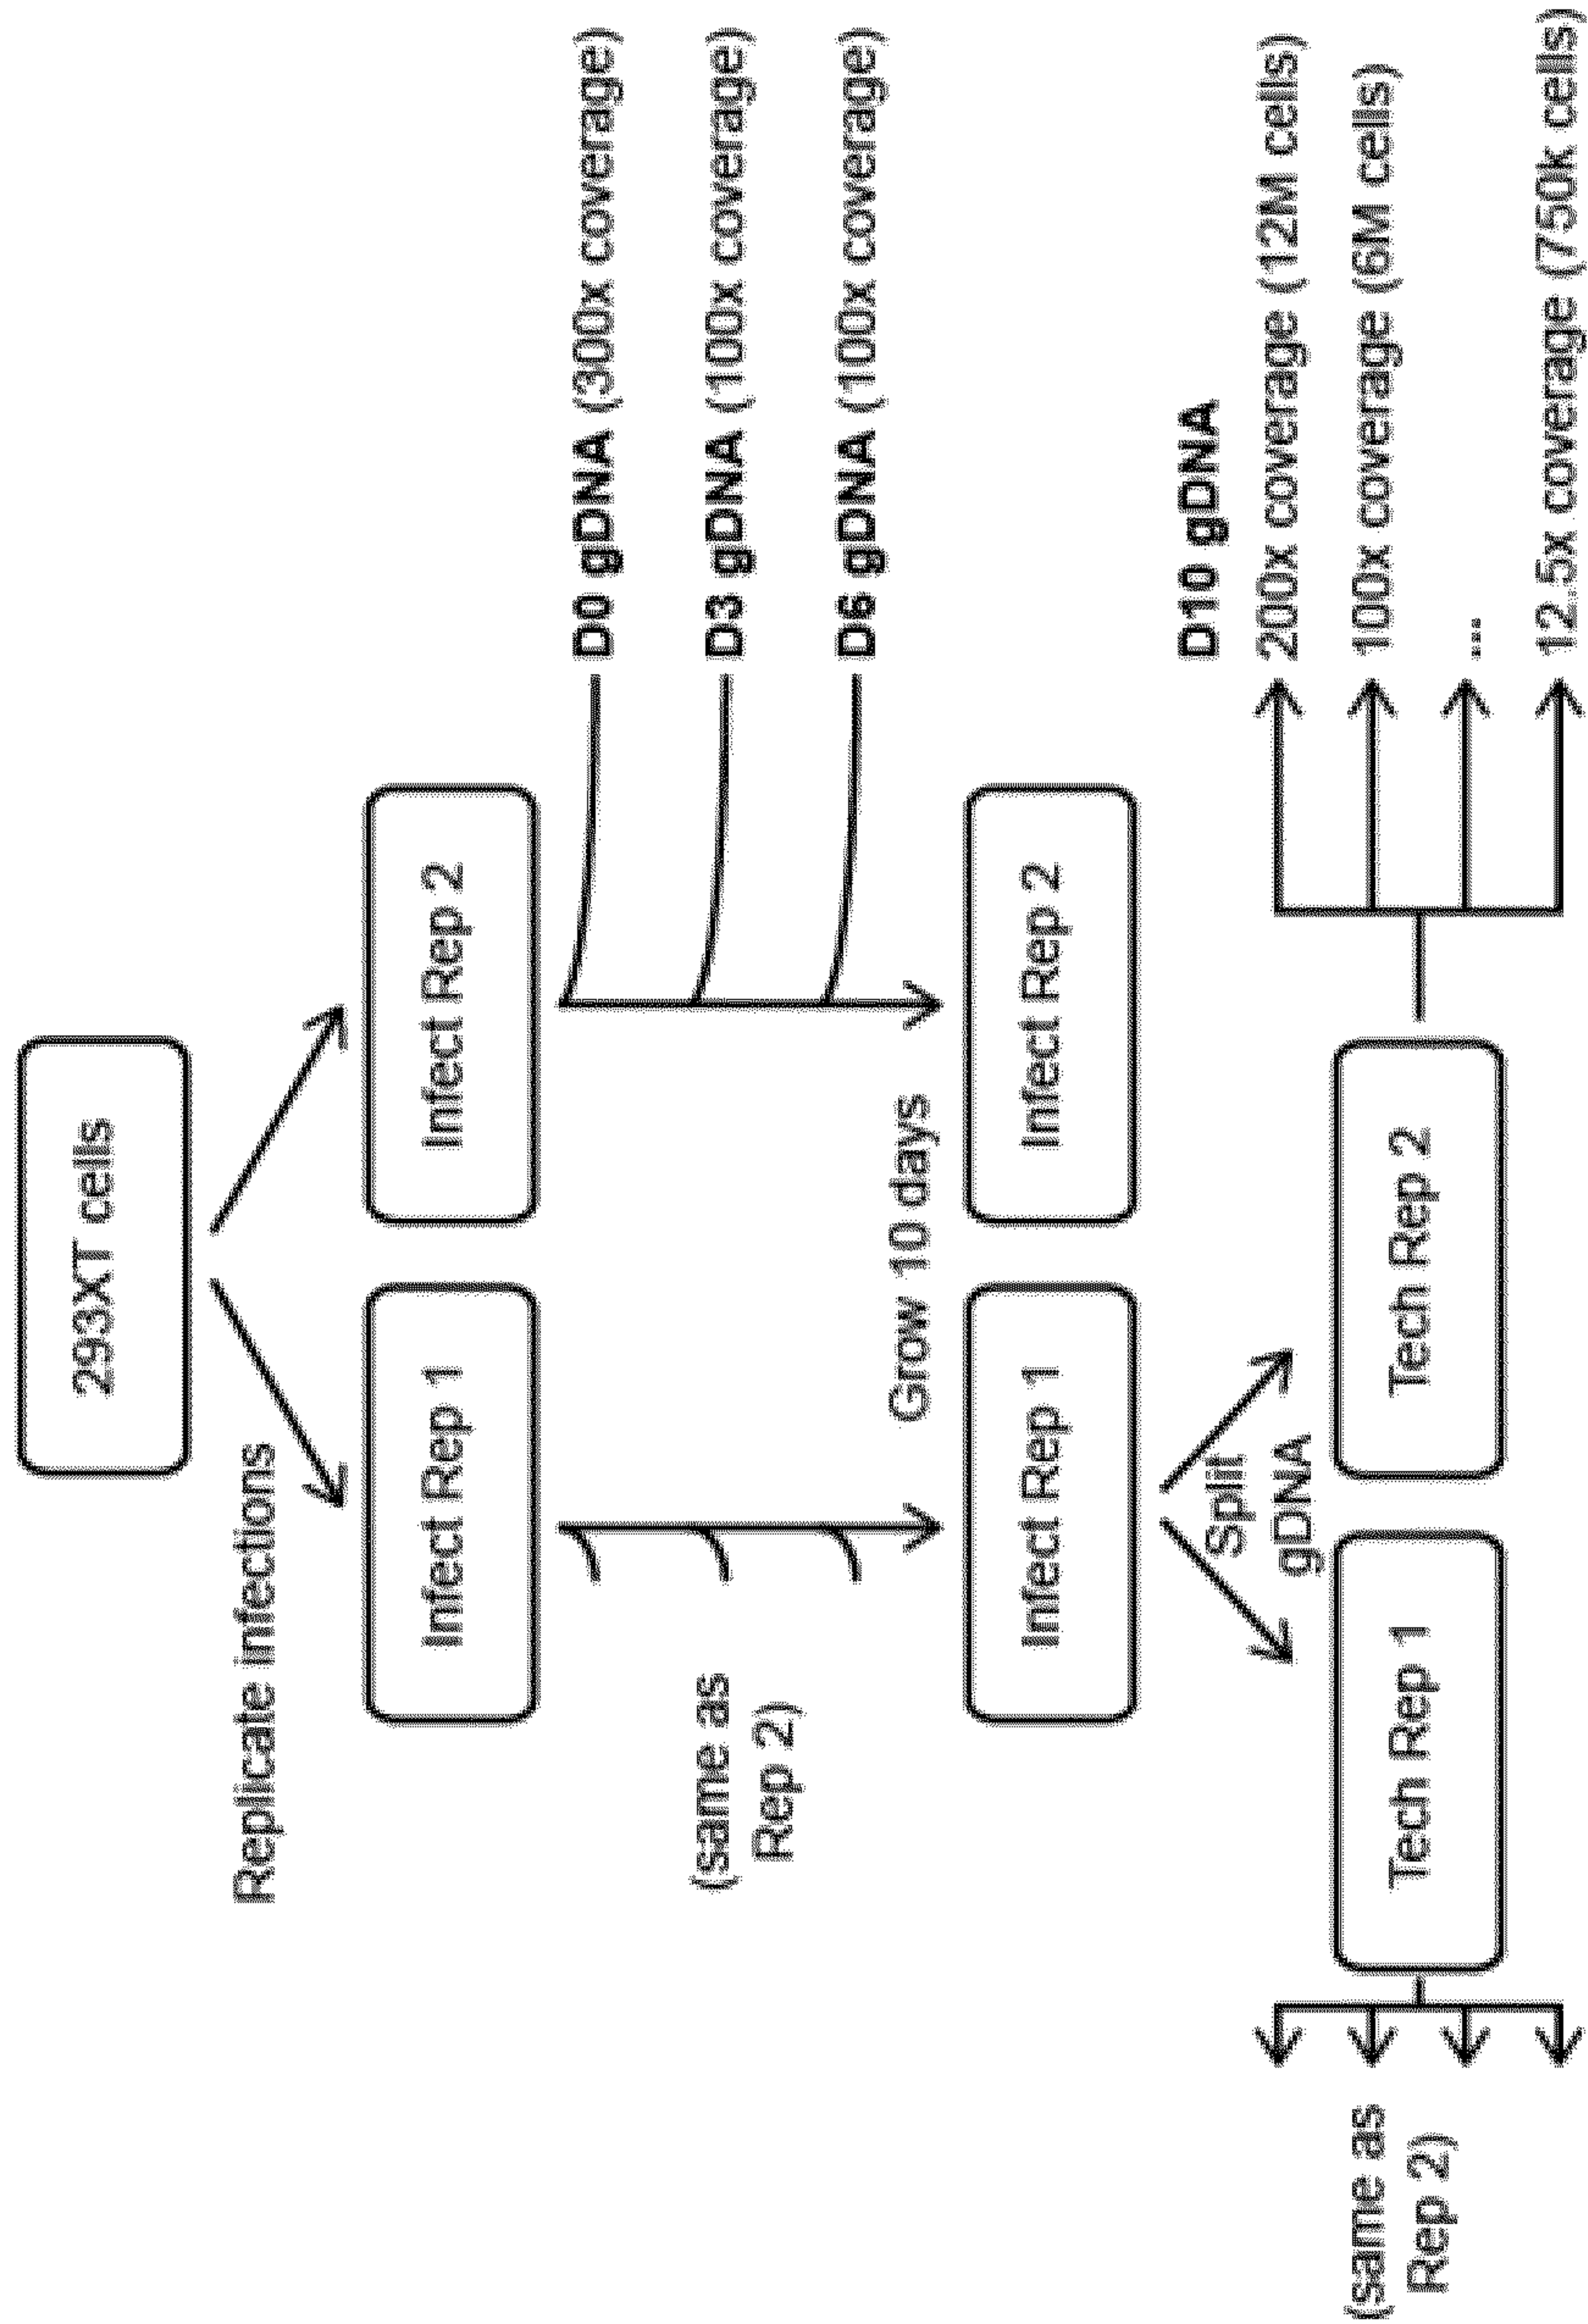 293XT cells
Replicate infections
Infect Rep 1
Infect Rep 2
D0 gDNA (300x coverage)
(same as
Rep 2)
D3 gDNA (100x coverage)
D6 gDNA (100x coverage)
Grow 10 days
Infect Rep 1
Infect Rep 2
Split
gDNA
D10 gDNA
(same as
Rep 2)
Tech Rep 1
Tech Rep 2
200x coverage (12M cells)
100x coverage (6M cells)
...
12.5x coverage (750k cells)